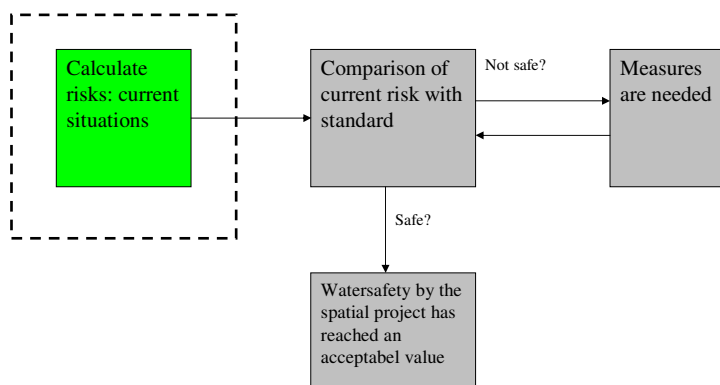 Calculate
risks: current
situations
Comparison of
current risk with
standard
Not safe?
Measures
are needed
Safe?
Watersafety by the
spatial project has
reached an
acceptabel value